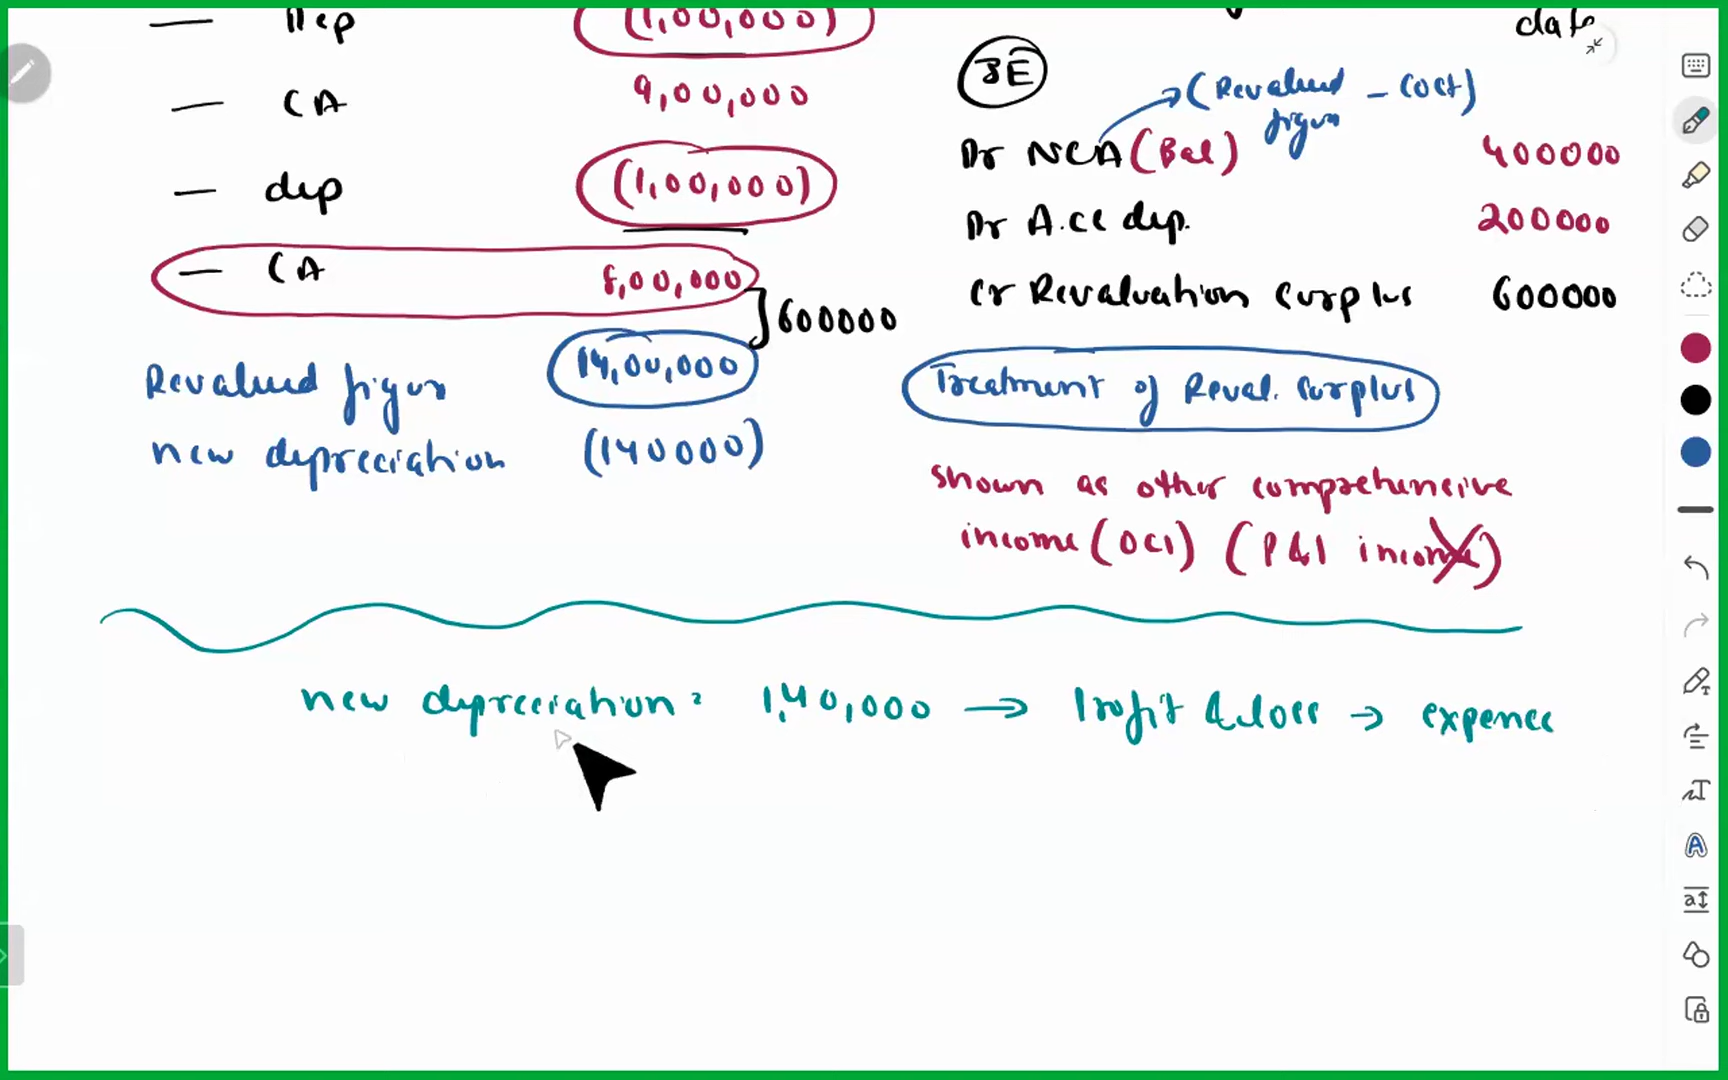 — Dep (1,00,000)
— CA 9,00,000
— dep (1,00,000)
— CA 8,00,000
] 600000
Revalued figur 14,00,000
new depreciation (140000)
date
JE
(Revalued figur - cost)
Dr NCA (Bal) 400000
Dr A.cc dep. 200000
Cr Revaluation surplus 600000
Treatment of Reval. surplus
shown as other comprehensive
income (OCI) (P&l income)
new depreciation = 1,40,000 → Profit & loss → expense